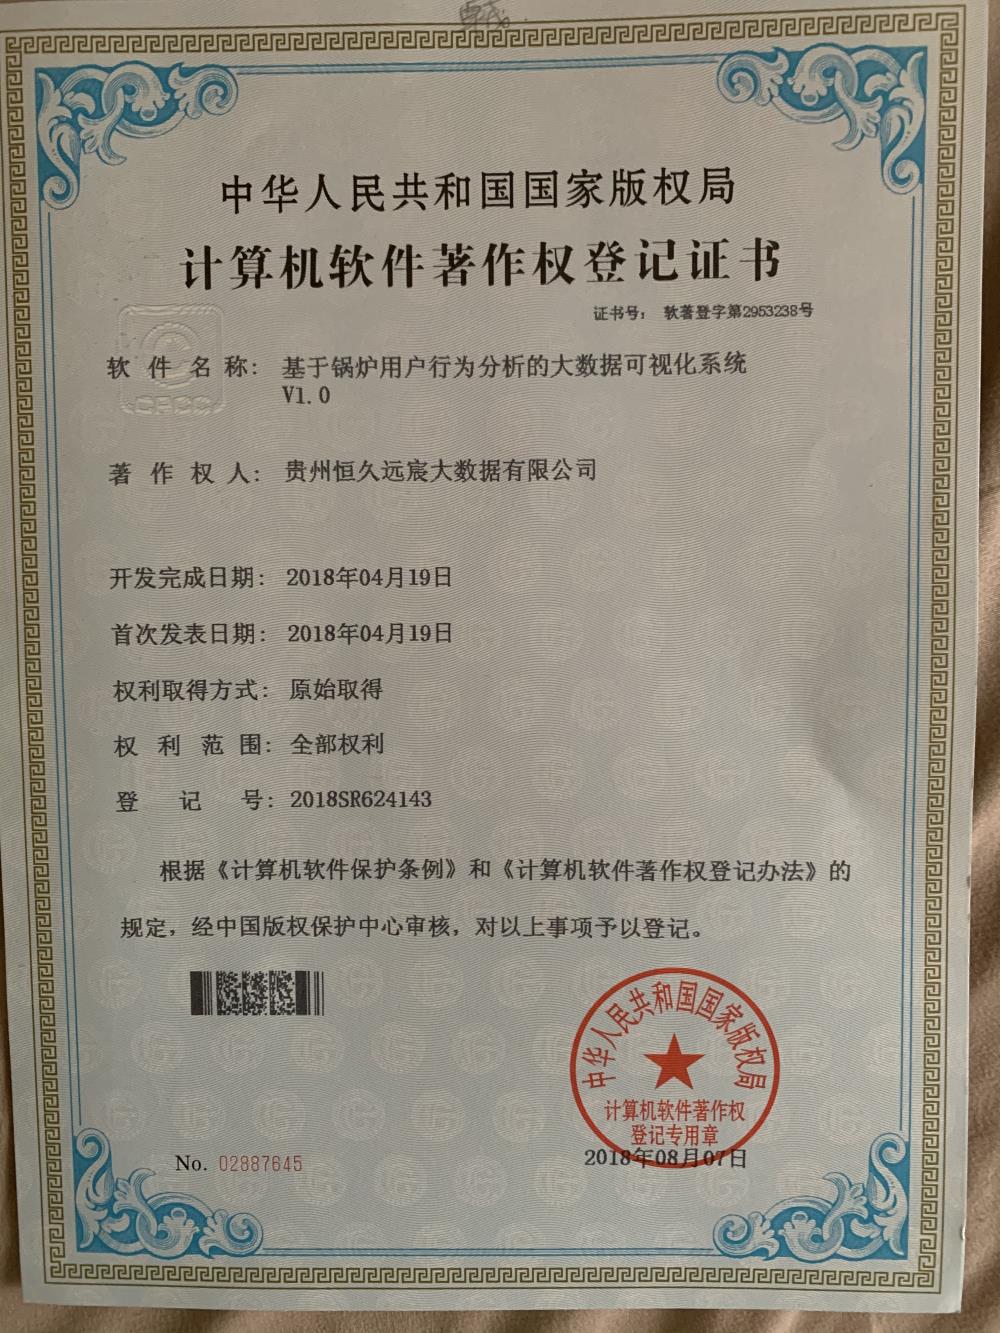 中华人民共和国国家版权局
计算机软件著作权登记证书
证书号： 软著登字第2953238号
软件名称： 基于锅炉用户行为分析的大数据可视化系统
V1.0
著作权人： 贵州恒久远宸大数据有限公司
开发完成日期： 2018年04月19日
首次发表日期： 2018年04月19日
权利取得方式： 原始取得
权利范围： 全部权利
登记号： 2018SR624143
根据《计算机软件保护条例》和《计算机软件著作权登记办法》的
规定，经中国版权保护中心审核，对以上事项予以登记。
中华人民共和国国家版权局
计算机软件著作权
登记专用章
2018年08月07日
No. 02887645